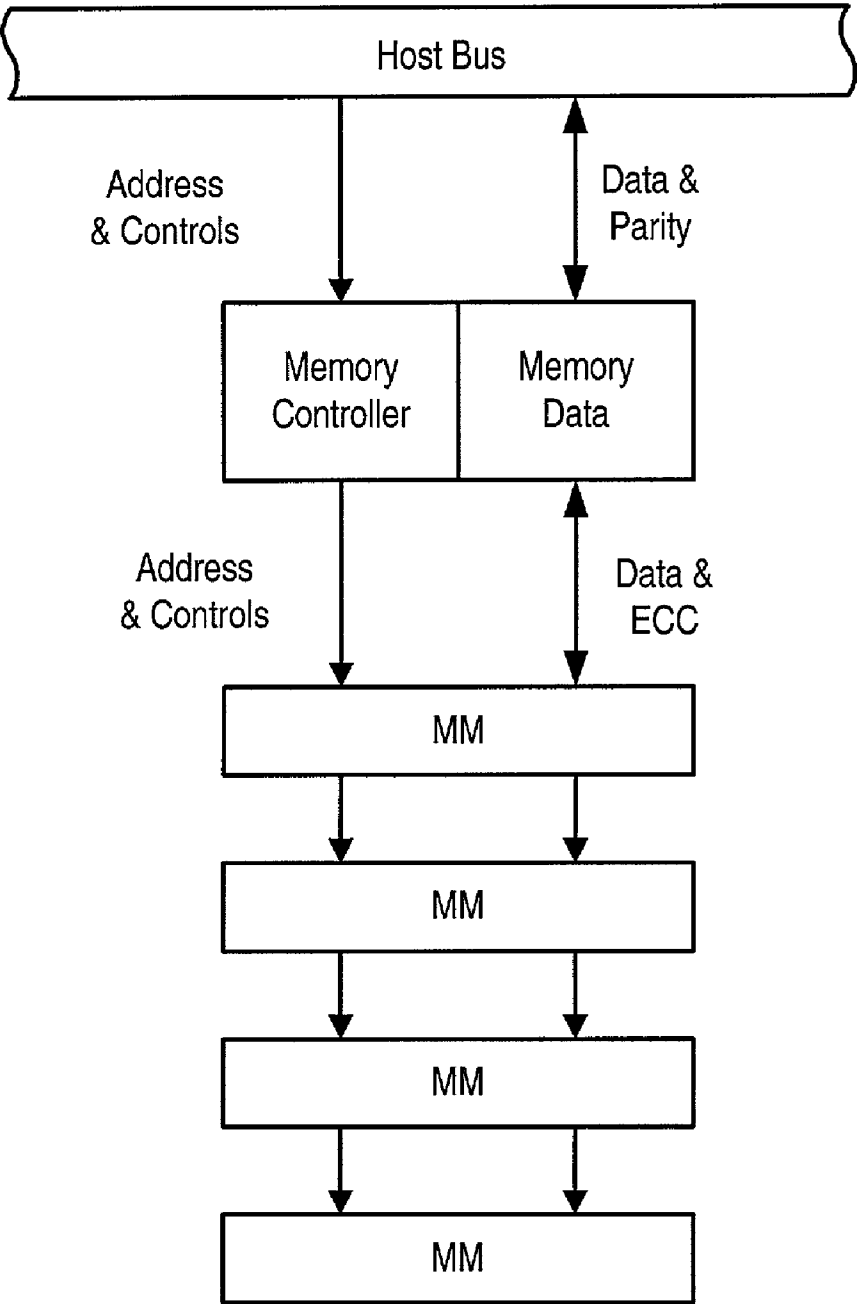 Host Bus
Address
& Controls
Data &
Parity
Memory
Controller
Memory
Data
Address
& Controls
Data &
ECC
MM
MM
MM
MM